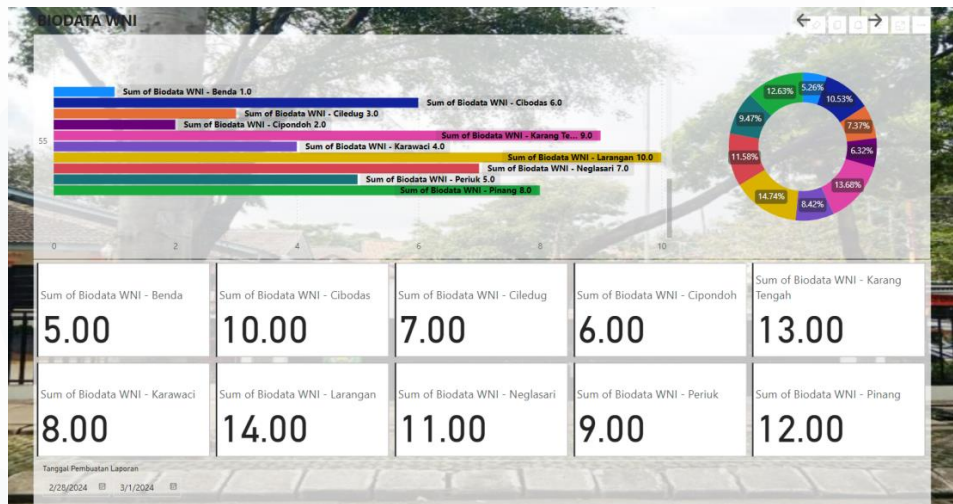 BIODATA WNI
Sum of Biodata WNI - Benda 1.0
Sum of Biodata WNI - Cibodas 6.0
Sum of Biodata WNI - Ciledug 3.0
Sum of Biodata WNI - Cipondoh 2.0
55
Sum of Biodata WNI - Karang Te... 9.0
Sum of Biodata WNI - Karawaci 4.0
Sum of Biodata WNI - Larangan 10.0
Sum of Biodata WNI - Neglasari 7.0
Sum of Biodata WNI - Periuk 5.0
Sum of Biodata WNI - Pinang 8.0
0 2 4 6 8 10
5.26%
10.53%
7.37%
6.32%
13.68%
8.42%
14.74%
11.58%
9.47%
12.63%
Sum of Biodata WNI - Benda
5.00
Sum of Biodata WNI - Cibodas
10.00
Sum of Biodata WNI - Ciledug
7.00
Sum of Biodata WNI - Cipondoh
6.00
Sum of Biodata WNI - Karang
Tengah
13.00
Sum of Biodata WNI - Karawaci
8.00
Sum of Biodata WNI - Larangan
14.00
Sum of Biodata WNI - Neglasari
11.00
Sum of Biodata WNI - Periuk
9.00
Sum of Biodata WNI - Pinang
12.00
Tanggal Pembuatan Laporan
2/28/2024 3/1/2024